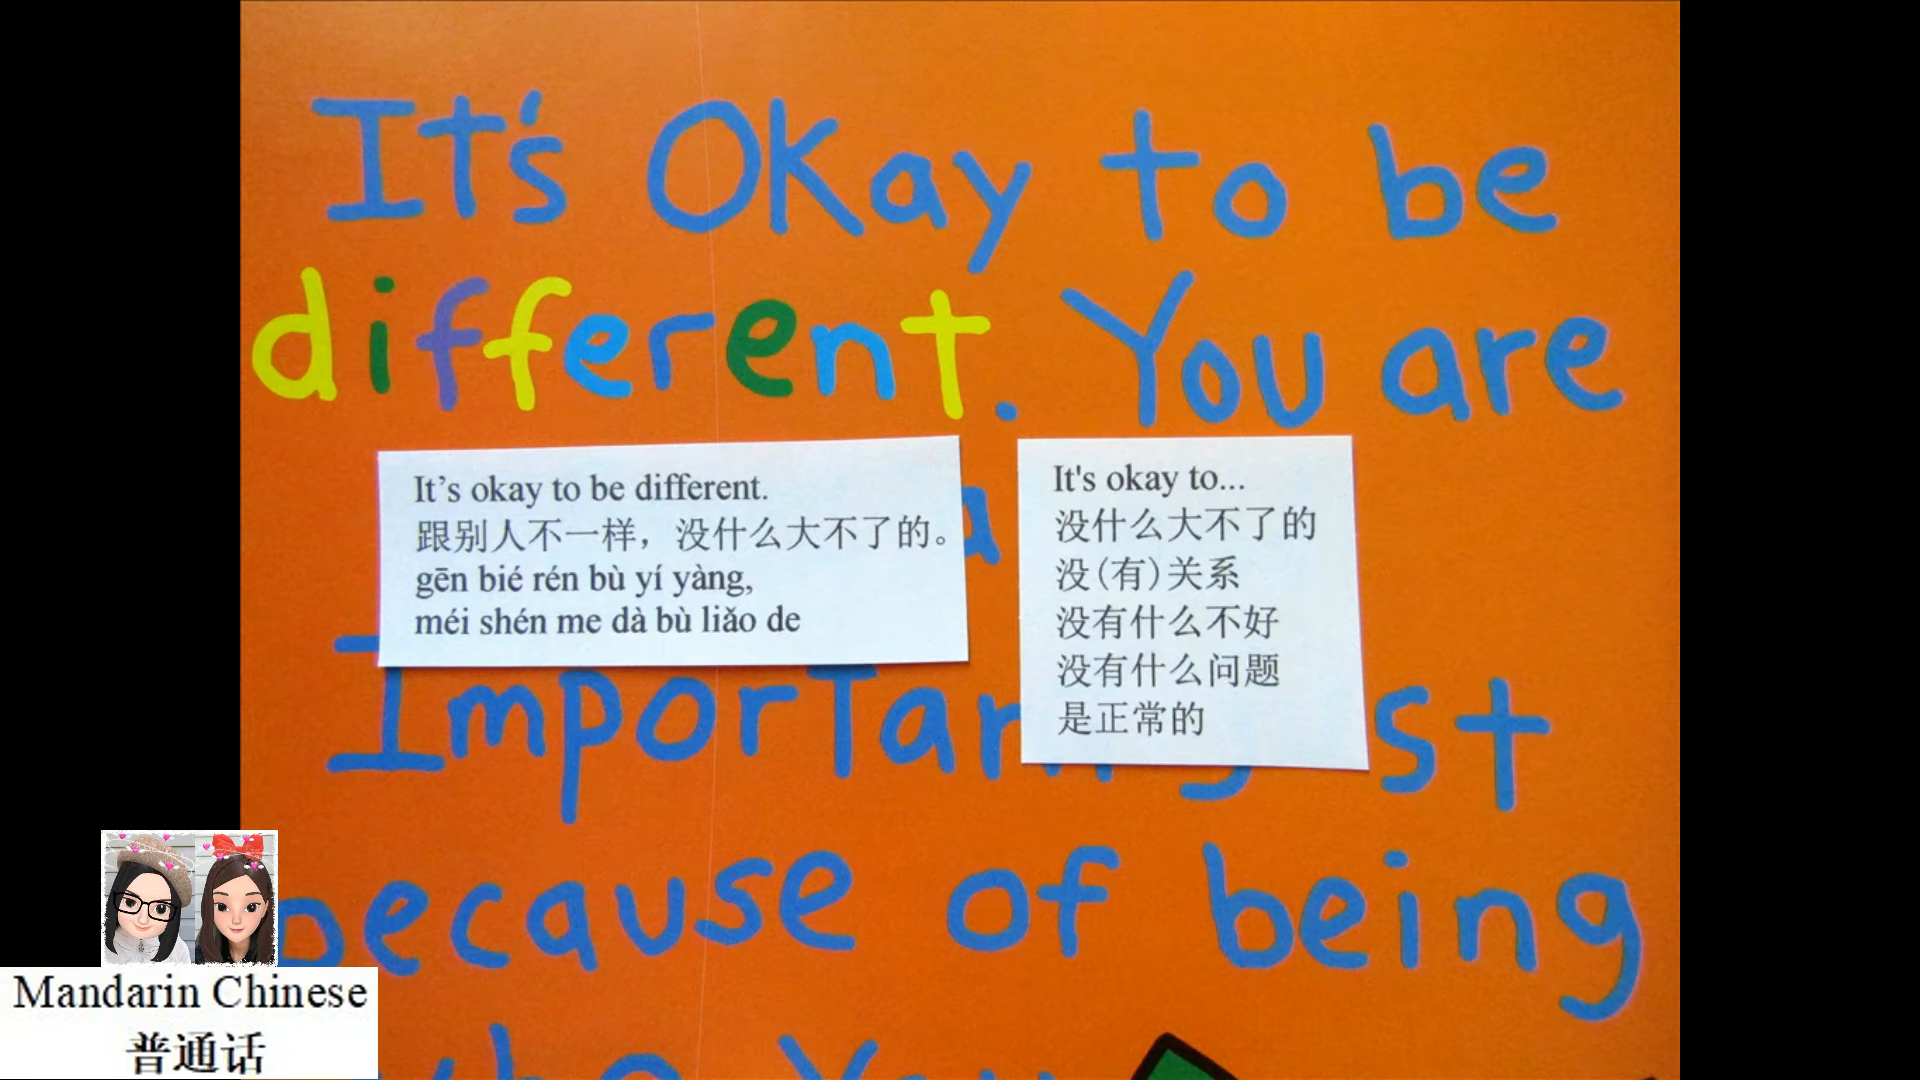 It's Okay to be
different. You are
It's okay to be different.
跟别人不一样，没什么大不了的。
gēn bié rén bù yí yàng,
méi shén me dà bù liǎo de
a
It's okay to...
没什么大不了的
没(有)关系
没有什么不好
没有什么问题
是正常的
Important just
because of being
who You
Mandarin Chinese
普通话